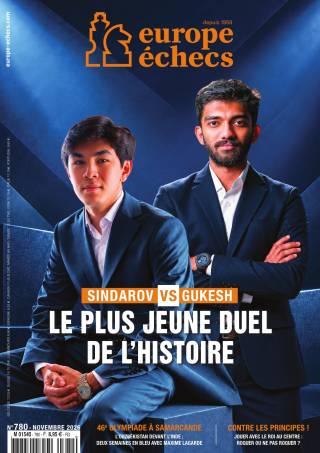 depuis 1959
europe
échecs
europe-echecs.com
SINDAROV VS GUKESH
LE PLUS JEUNE DUEL
DE L'HISTOIRE
N°780 - NOVEMBRE 2026
46e OLYMPIADE À SAMARCANDE
L'OUZBÉKISTAN DEVANT L'INDE ;
DEUX SEMAINES EN BLEU AVEC MAXIME LAGARDE
CONTRE LES PRINCIPES !
JOUER AVEC LE ROI AU CENTRE :
ROQUER OU NE PAS ROQUER ?